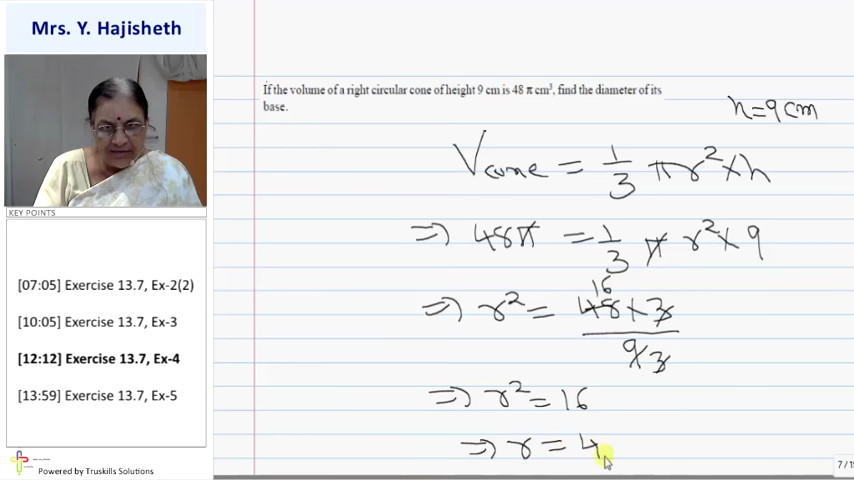 Mrs. Y. Hajisheth
KEY POINTS
[07:05] Exercise 13.7, Ex-2(2)
[10:05] Exercise 13.7, Ex-3
[12:12] Exercise 13.7, Ex-4
[13:59] Exercise 13.7, Ex-5
Powered by Truskills Solutions
If the volume of a right circular cone of height 9 cm is 48 π cm³, find the diameter of its
base.
h=9cm
Vcone = 1/3 πr²×h
⇒ 48π = 1/3 π r²×9
⇒ r² = 16 48×3 / 9 3
⇒ r² = 16
⇒ r = 4